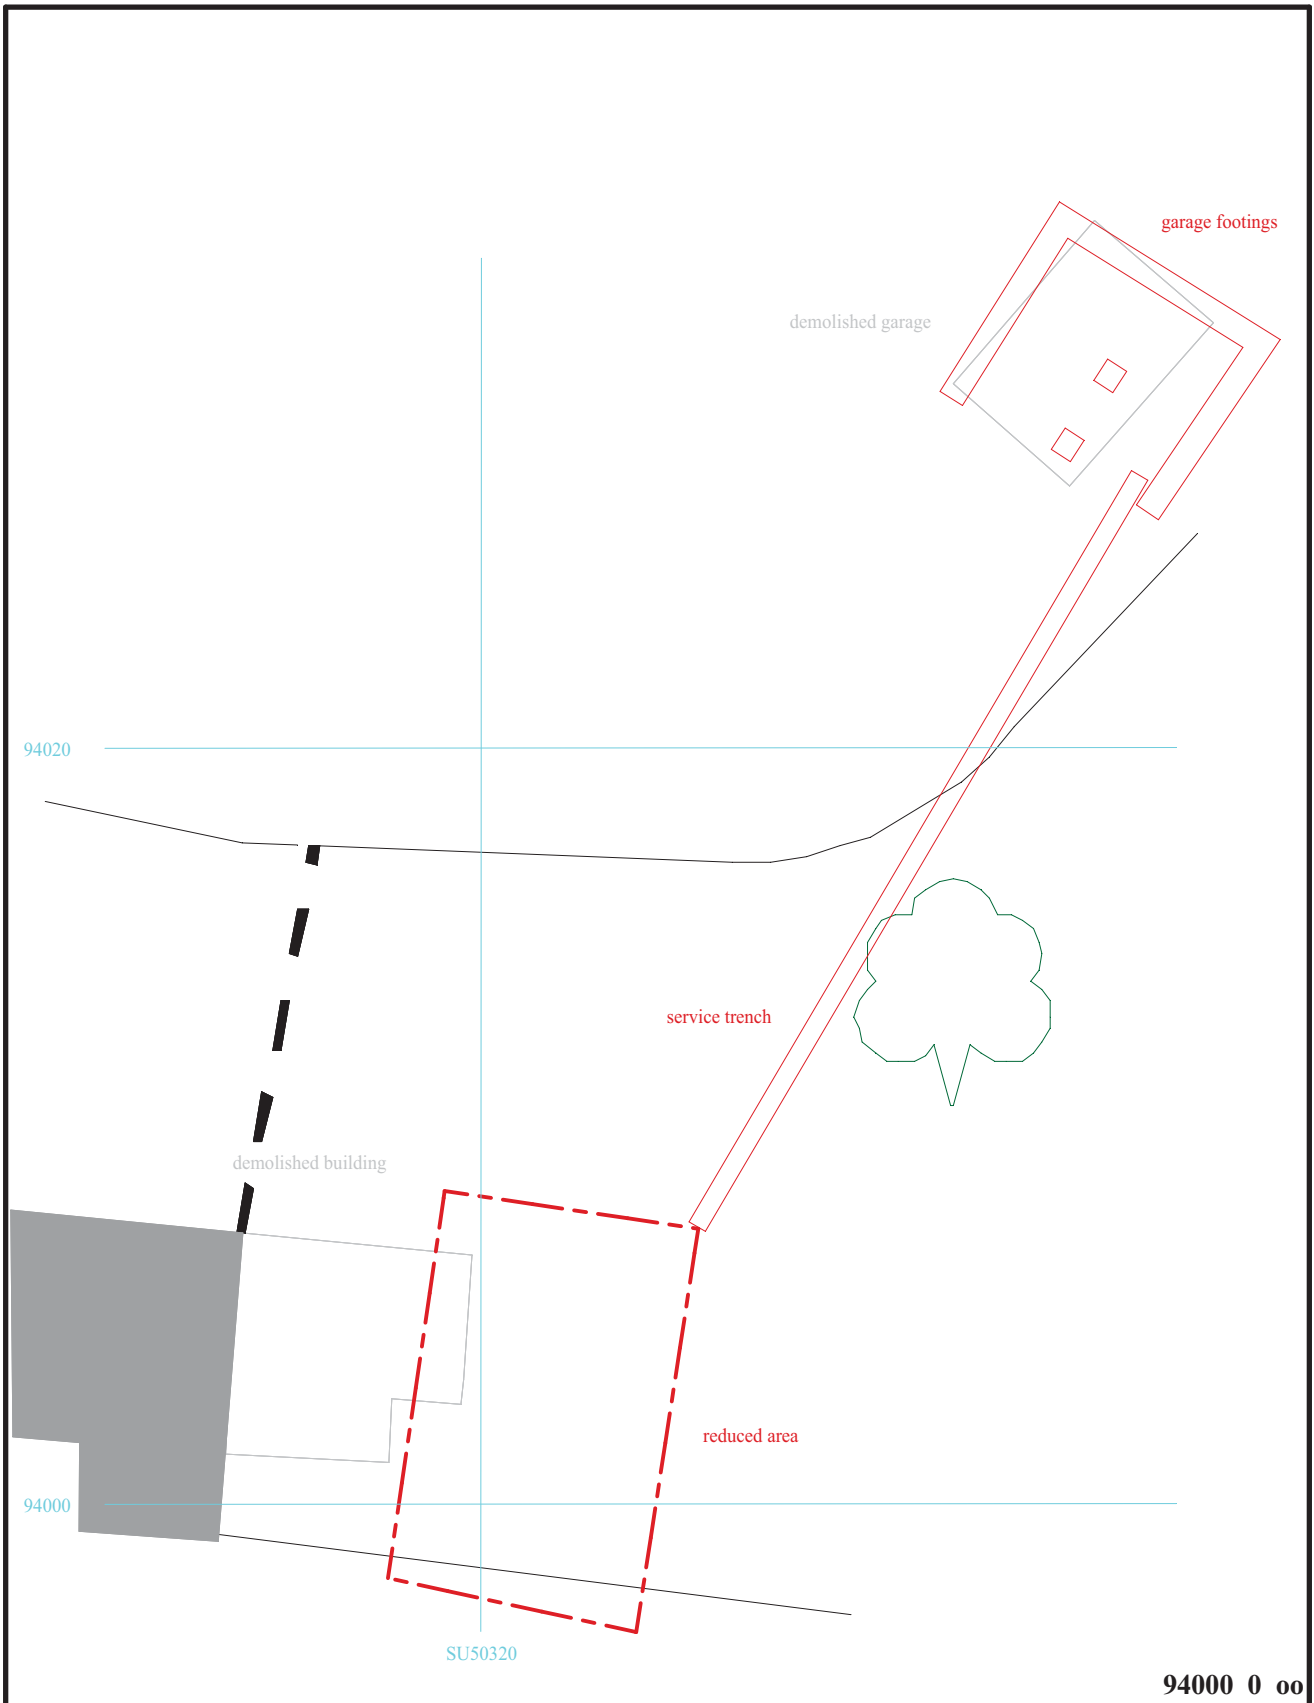 garage footings
demolished garage
94020
service trench
demolished building
reduced area
94000
SU50320
94000 0 oo